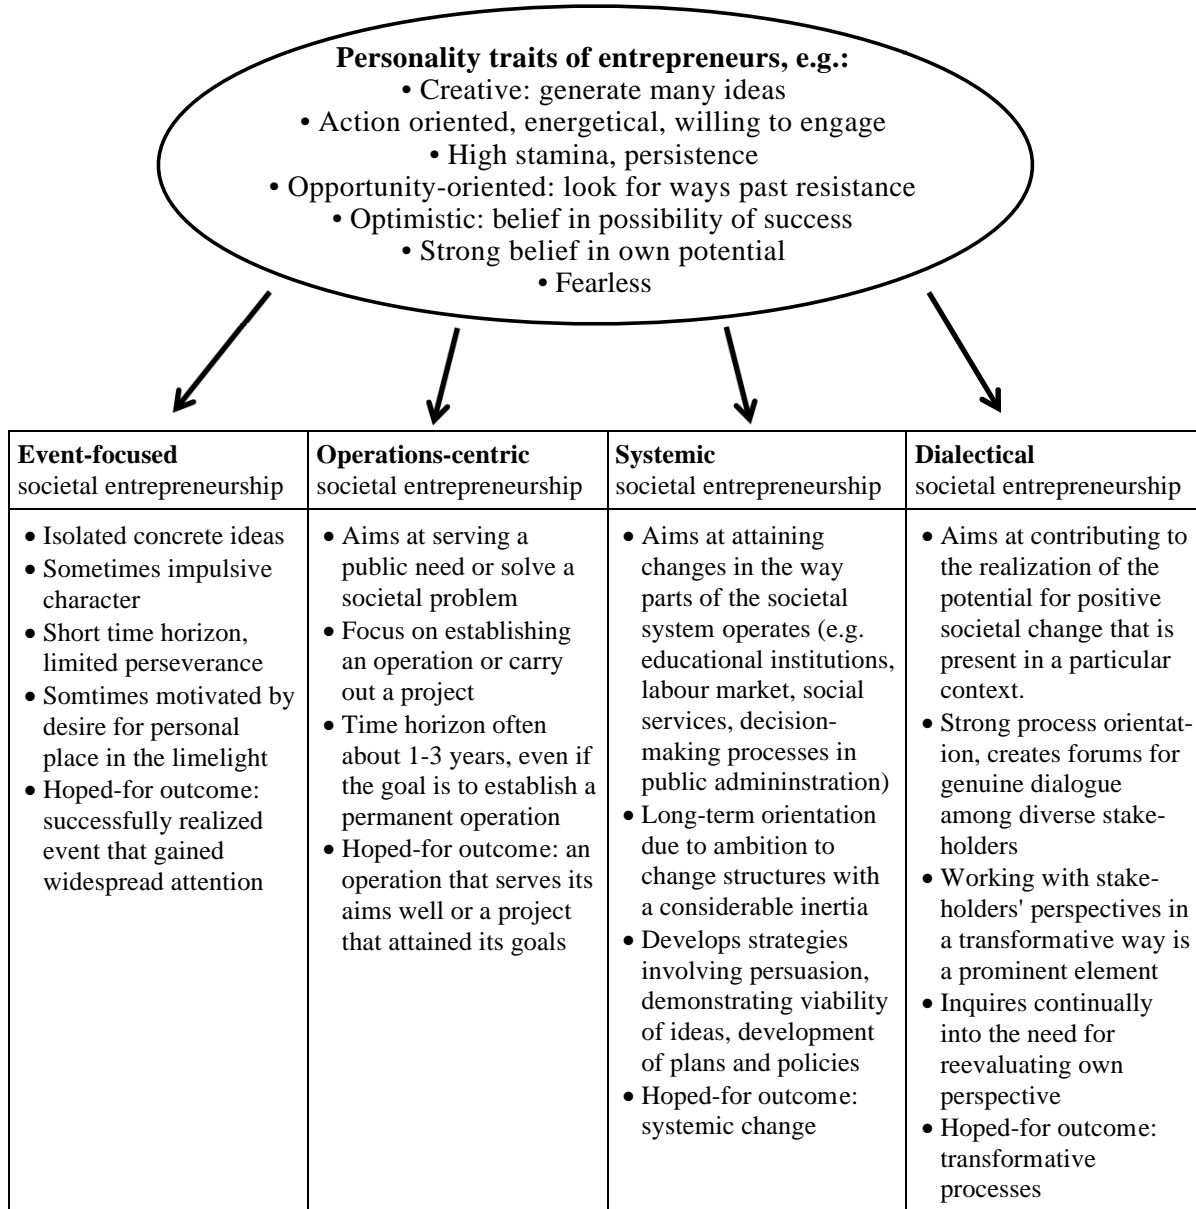 Personality traits of entrepreneurs, e.g.:
• Creative: generate many ideas
• Action oriented, energetical, willing to engage
• High stamina, persistence
• Opportunity-oriented: look for ways past resistance
• Optimistic: belief in possibility of success
• Strong belief in own potential
• Fearless
Event-focused
societal entrepreneurship
• Isolated concrete ideas
• Sometimes impulsive
character
• Short time horizon,
limited perseverance
• Somtimes motivated by
desire for personal
place in the limelight
• Hoped-for outcome:
successfully realized
event that gained
widespread attention
Operations-centric
societal entrepreneurship
• Aims at serving a
public need or solve a
societal problem
• Focus on establishing
an operation or carry
out a project
• Time horizon often
about 1-3 years, even if
the goal is to establish a
permanent operation
• Hoped-for outcome: an
operation that serves its
aims well or a project
that attained its goals
Systemic
societal entrepreneurship
• Aims at attaining
changes in the way
parts of the societal
system operates (e.g.
educational institutions,
labour market, social
services, decision-
making processes in
public admininstration)
• Long-term orientation
due to ambition to
change structures with
a considerable inertia
• Develops strategies
involving persuasion,
demonstrating viability
of ideas, development
of plans and policies
• Hoped-for outcome:
systemic change
Dialectical
societal entrepreneurship
• Aims at contributing to
the realization of the
potential for positive
societal change that is
present in a particular
context.
• Strong process orientat-
ion, creates forums for
genuine dialogue
among diverse stake-
holders
• Working with stake-
holders' perspectives in
a transformative way is
a prominent element
• Inquires continually
into the need for
reevaluating own
perspective
• Hoped-for outcome:
transformative
processes